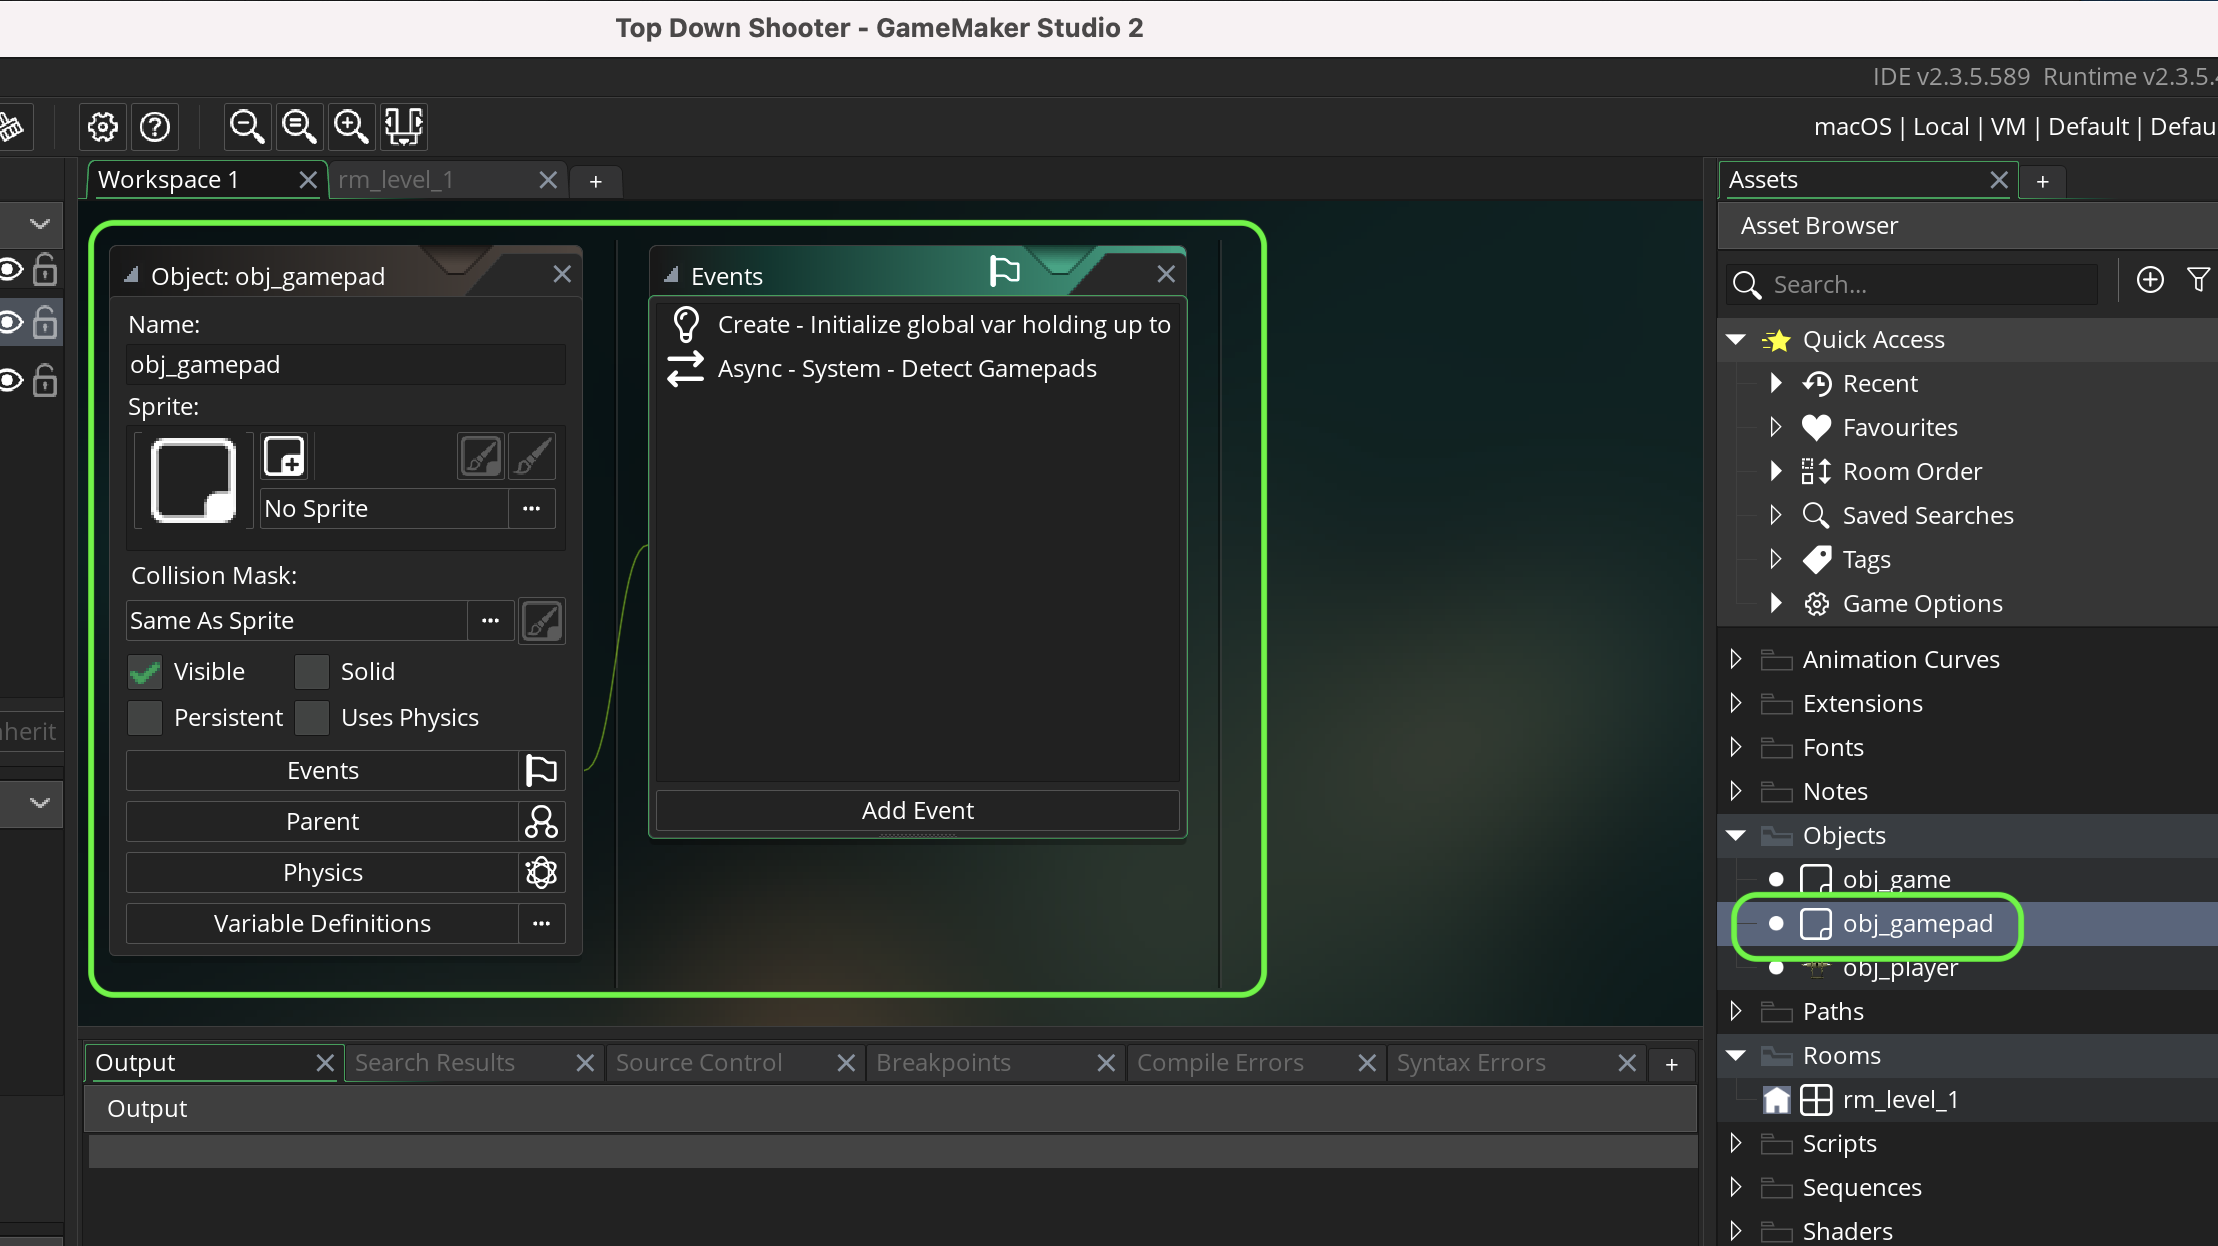 Top Down Shooter - GameMaker Studio 2
IDE v2.3.5.589 Runtime v2.3.5.
macOS | Local | VM | Default | Defau
Workspace 1
rm_level_1
+
Object: obj_gamepad
Name:
obj_gamepad
Sprite:
No Sprite
...
Collision Mask:
Same As Sprite
...
Visible
Solid
Persistent
Uses Physics
Events
Parent
Physics
Variable Definitions
...
Events
Create - Initialize global var holding up to
Async - System - Detect Gamepads
Add Event
herit
Output
Search Results
Source Control
Breakpoints
Compile Errors
Syntax Errors
+
Output
Assets
+
Asset Browser
Search...
Quick Access
Recent
Favourites
Room Order
Saved Searches
Tags
Game Options
Animation Curves
Extensions
Fonts
Notes
Objects
obj_game
obj_gamepad
obj_player
Paths
Rooms
rm_level_1
Scripts
Sequences
Shaders